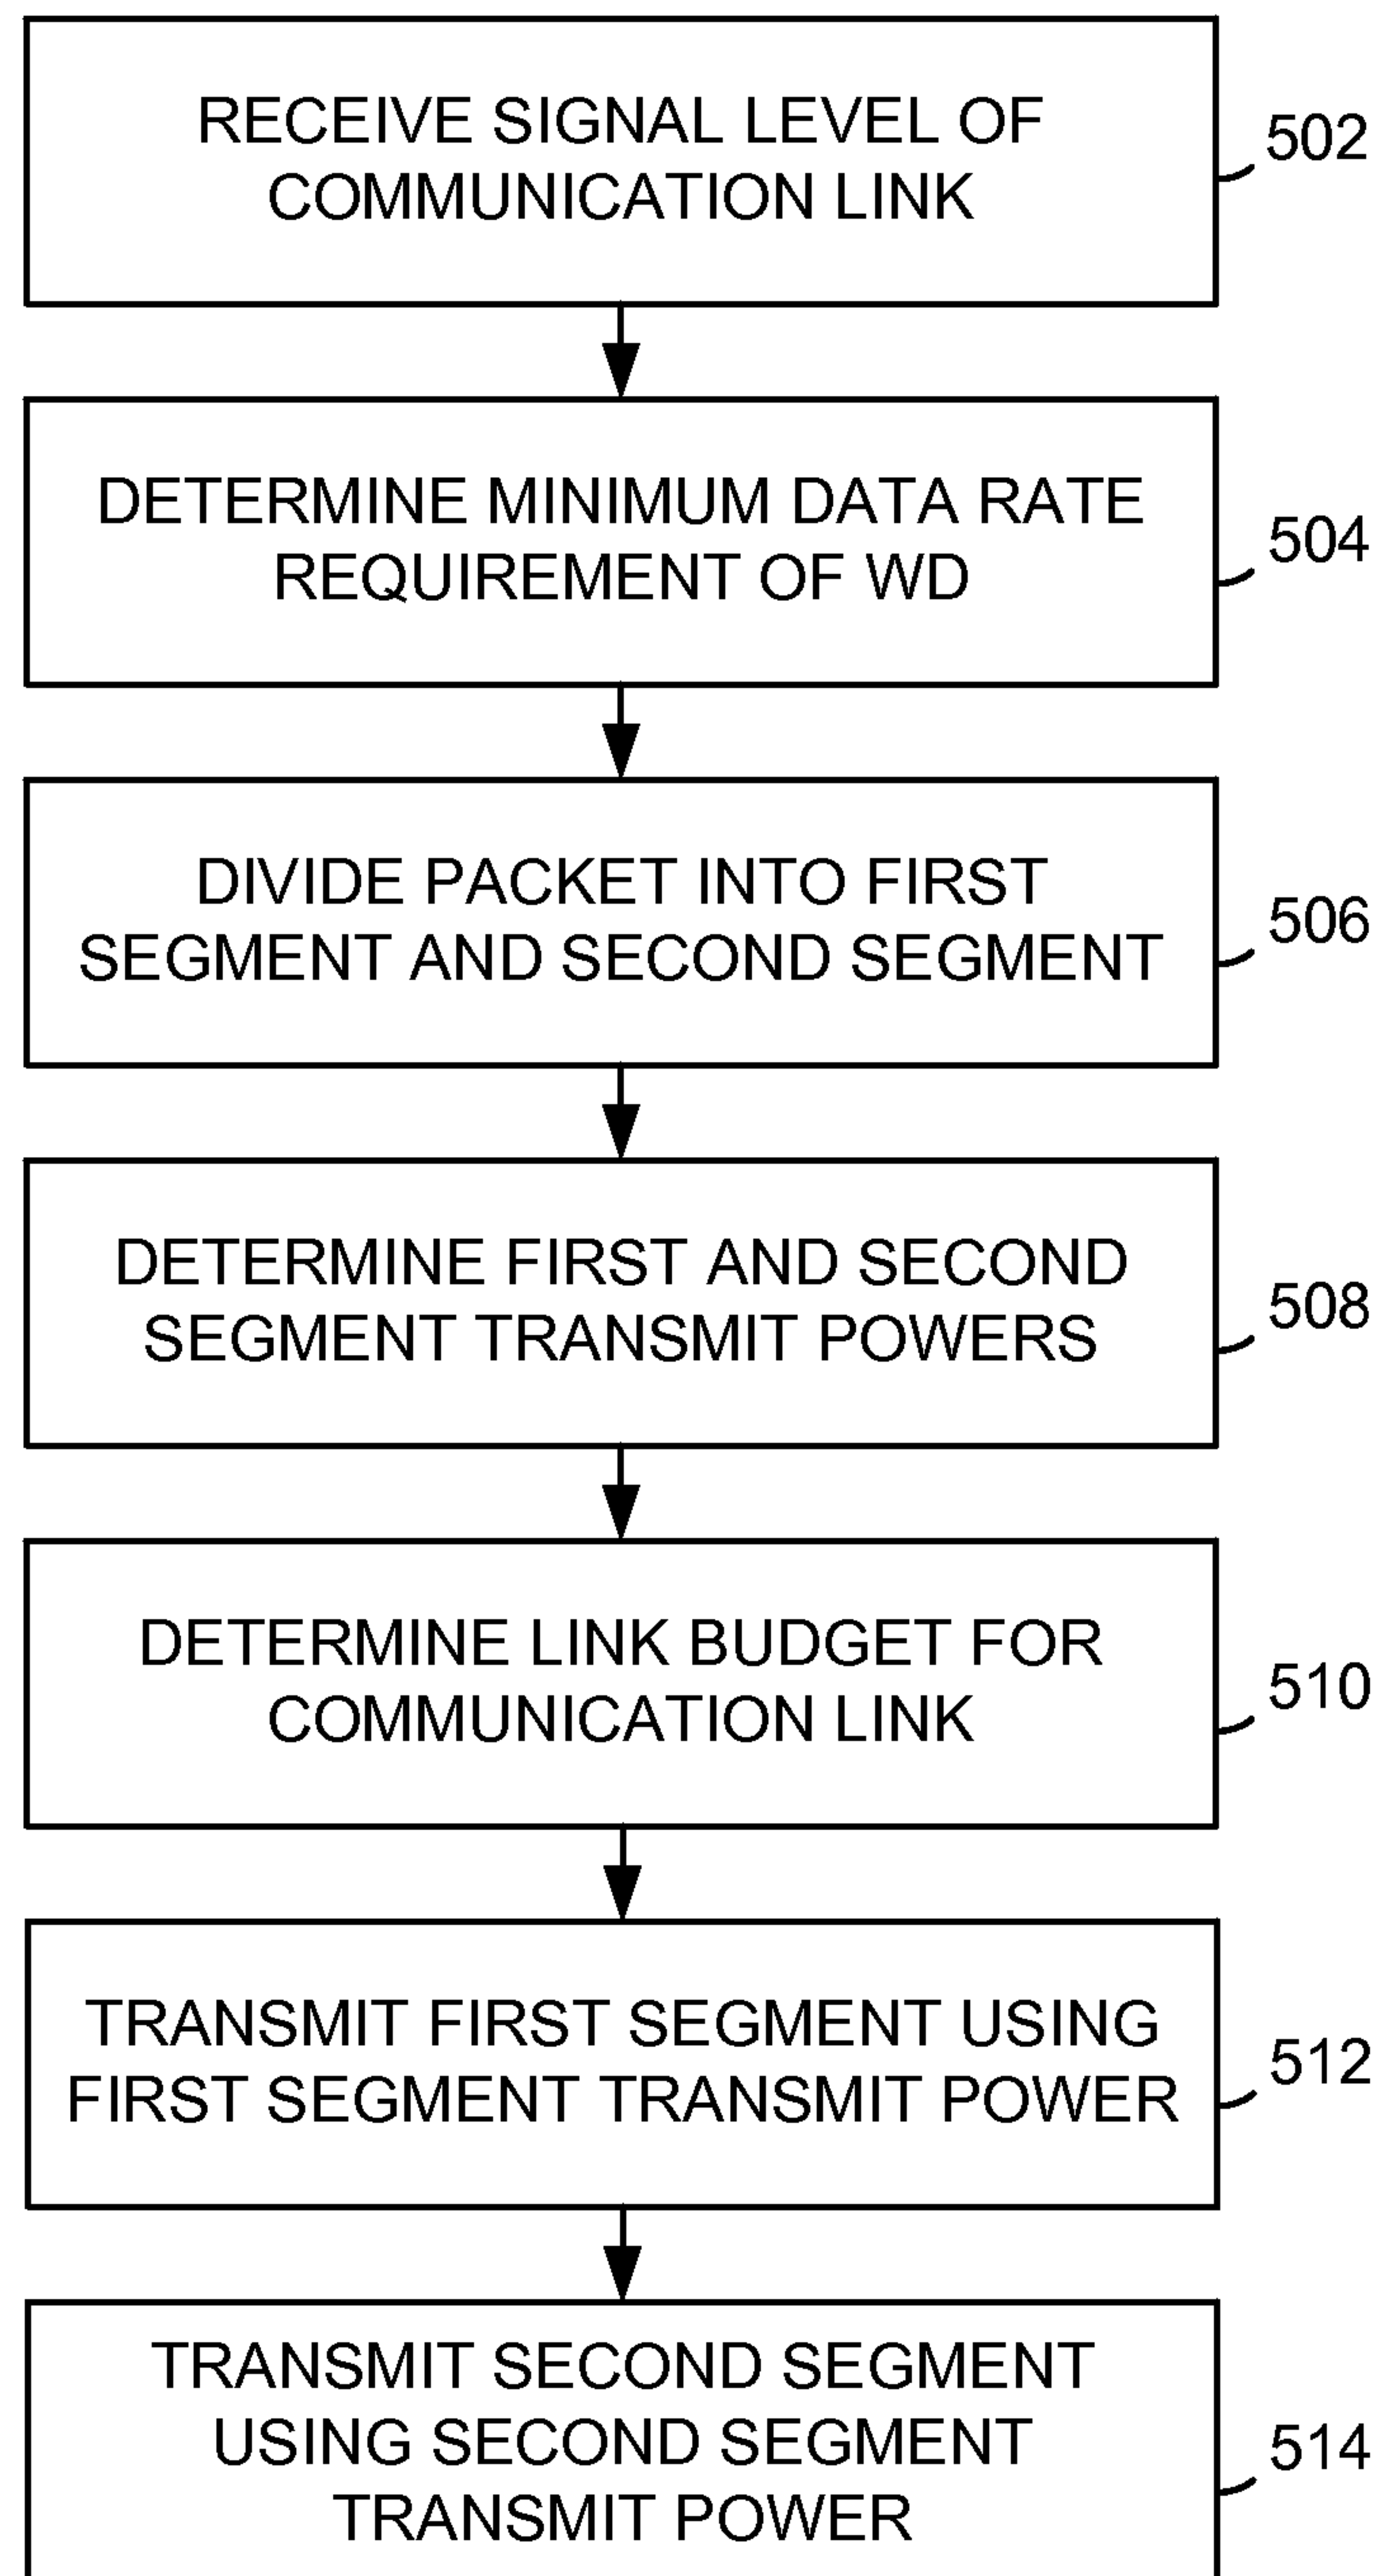 RECEIVE SIGNAL LEVEL OF
COMMUNICATION LINK
502
DETERMINE MINIMUM DATA RATE
REQUIREMENT OF WD
504
DIVIDE PACKET INTO FIRST
SEGMENT AND SECOND SEGMENT
506
DETERMINE FIRST AND SECOND
SEGMENT TRANSMIT POWERS
508
DETERMINE LINK BUDGET FOR
COMMUNICATION LINK
510
TRANSMIT FIRST SEGMENT USING
FIRST SEGMENT TRANSMIT POWER
512
TRANSMIT SECOND SEGMENT
USING SECOND SEGMENT
TRANSMIT POWER
514